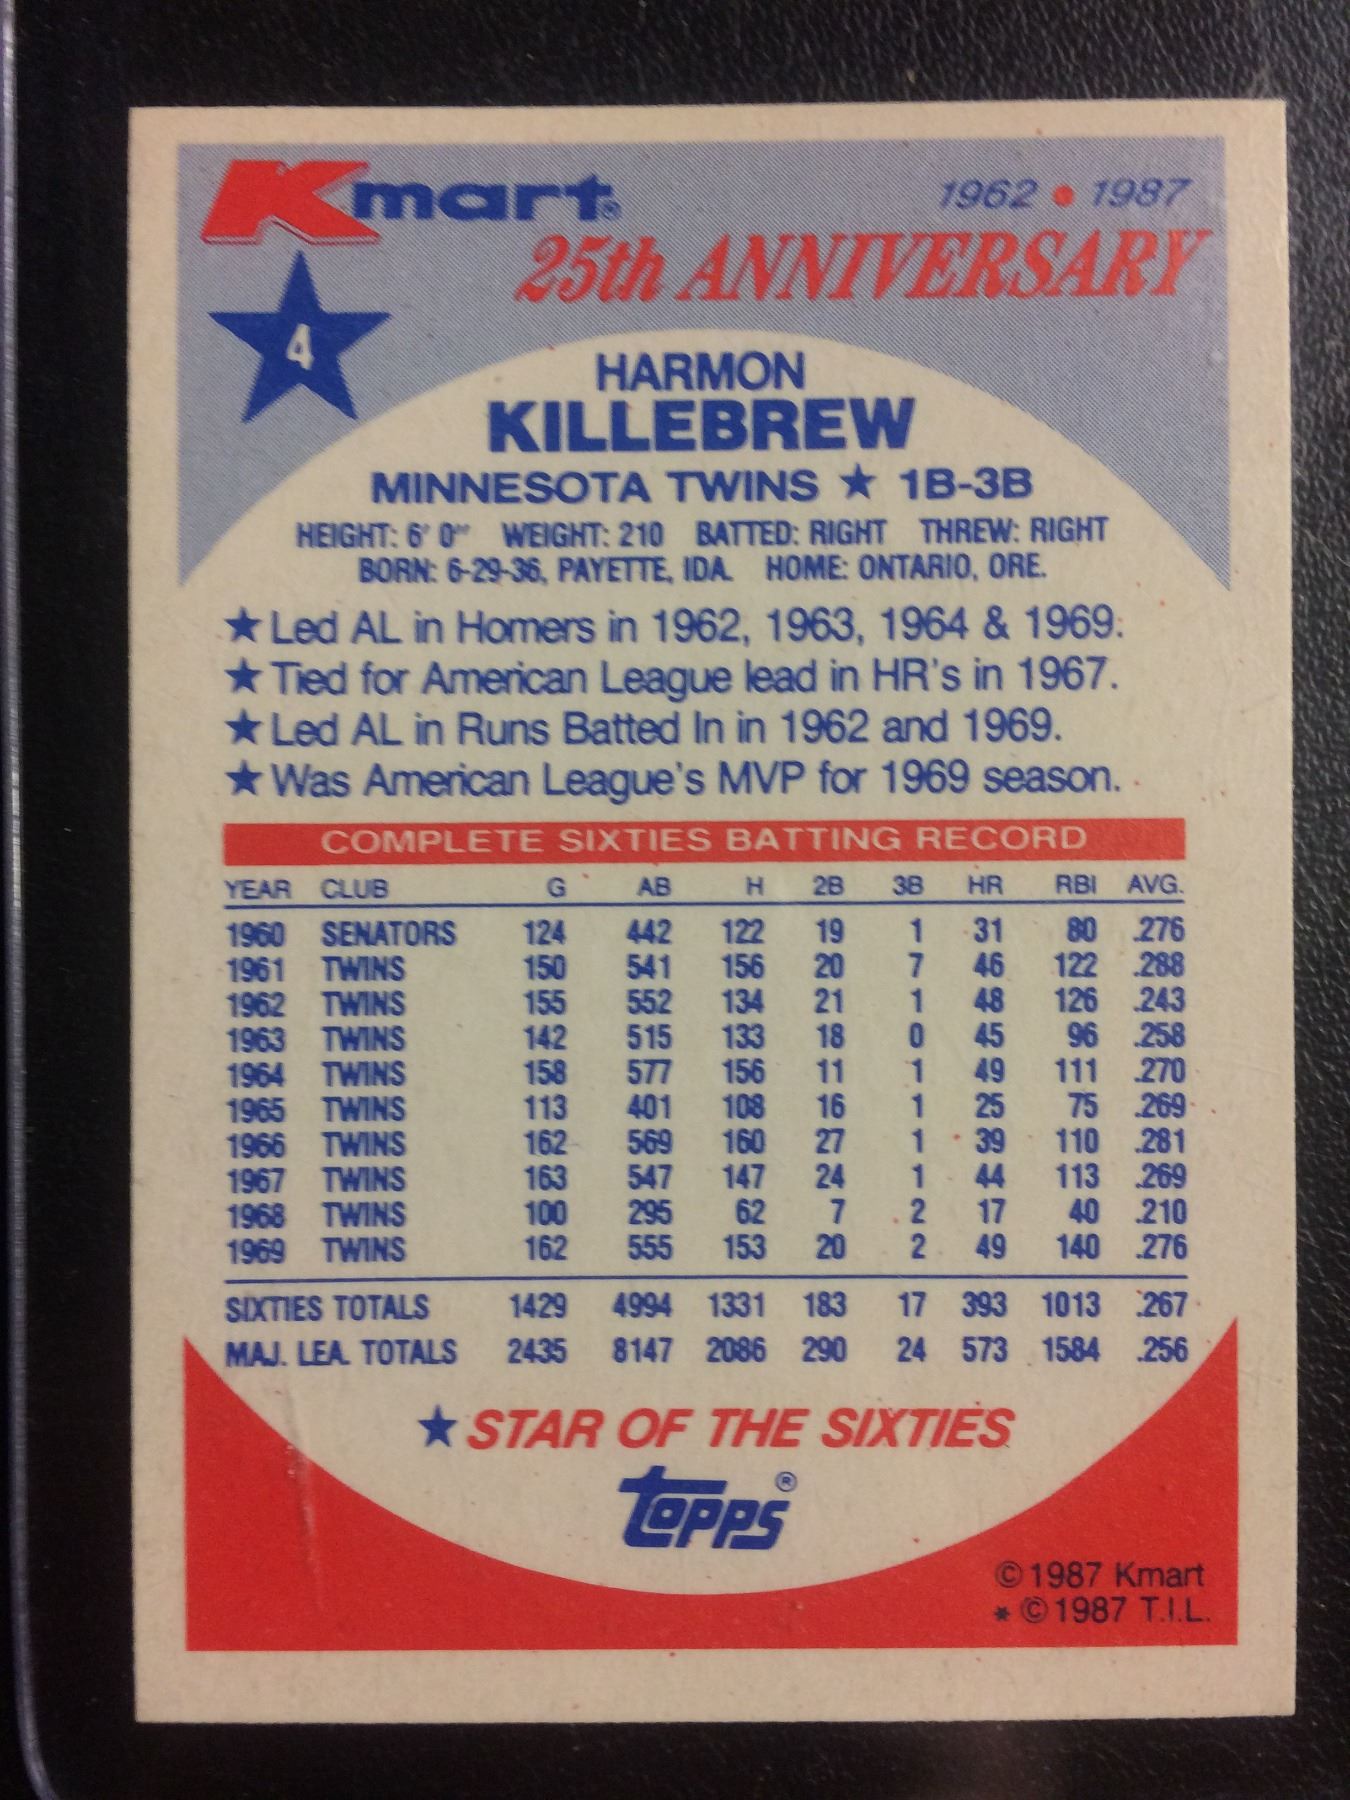 Kmart® 1962 • 1987
25th ANNIVERSARY
4
HARMON
KILLEBREW
MINNESOTA TWINS ★ 1B-3B
HEIGHT: 6' 0" WEIGHT: 210 BATTED: RIGHT THREW: RIGHT
BORN: 6-29-36, PAYETTE, IDA. HOME: ONTARIO, ORE.
★ Led AL in Homers in 1962, 1963, 1964 & 1969.
★ Tied for American League lead in HR's in 1967.
★ Led AL in Runs Batted In in 1962 and 1969.
★ Was American League's MVP for 1969 season.
COMPLETE SIXTIES BATTING RECORD
YEAR CLUB G AB H 2B 3B HR RBI AVG.
1960 SENATORS 124 442 122 19 1 31 80 .276
1961 TWINS 150 541 156 20 7 46 122 .288
1962 TWINS 155 552 134 21 1 48 126 .243
1963 TWINS 142 515 133 18 0 45 96 .258
1964 TWINS 158 577 156 11 1 49 111 .270
1965 TWINS 113 401 108 16 1 25 75 .269
1966 TWINS 162 569 160 27 1 39 110 .281
1967 TWINS 163 547 147 24 1 44 113 .269
1968 TWINS 100 295 62 7 2 17 40 .210
1969 TWINS 162 555 153 20 2 49 140 .276
SIXTIES TOTALS 1429 4994 1331 183 17 393 1013 .267
MAJ. LEA. TOTALS 2435 8147 2086 290 24 573 1584 .256
★ STAR OF THE SIXTIES
topps®
© 1987 Kmart
* © 1987 T.I.L.